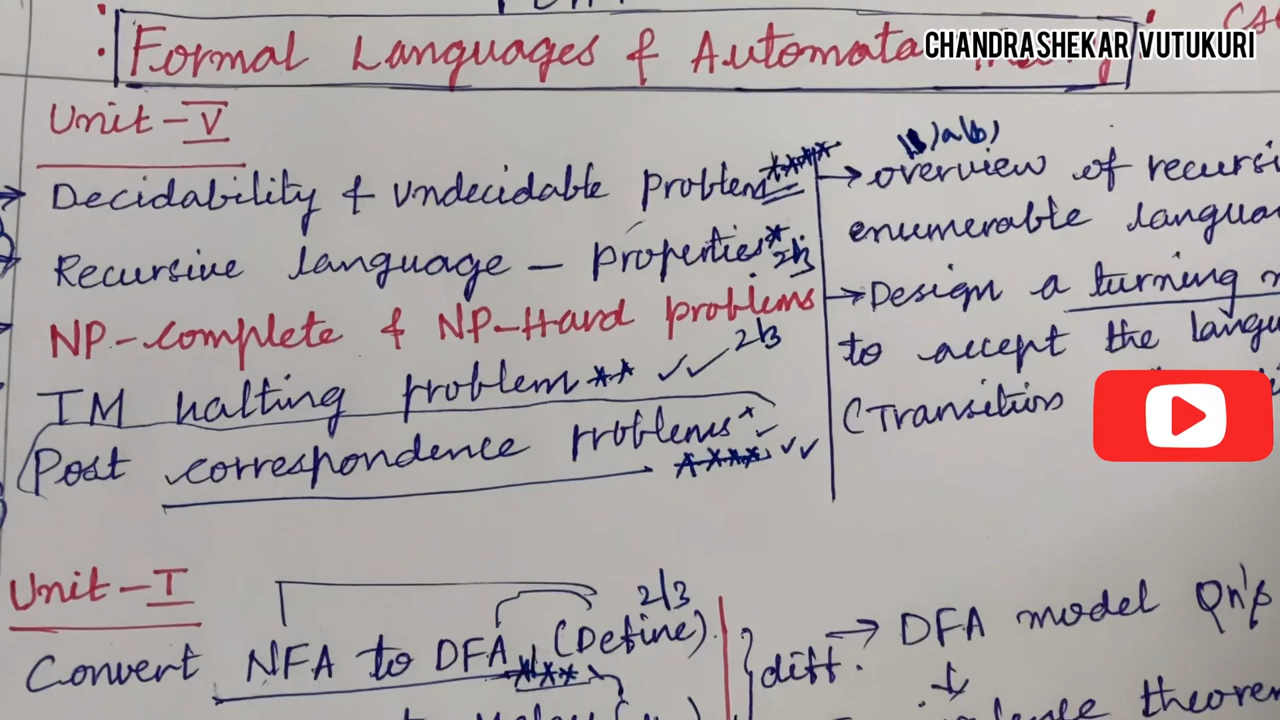 Formal Languages & Automata
CHANDRASHEKAR VUTUKURI
Unit - V
Decidability & undecidable problem ****
Recursive language - properties* 2/3
NP-complete & NP-Hard problems
TM halting problem ** ✓✓ 2/3
Post correspondence problems* ✓
**** ✓✓
→ overview of recursi
enumerable langua
→ Design a turning m
to accept the langu
(Transition
Unit - I
2/3
Convert NFA to DFA (Define).
***
diff. → DFA model Qn's
theorem